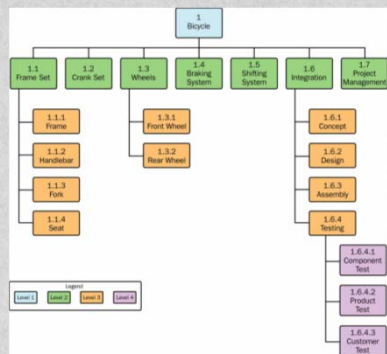 1
Bicycle
1.1
Frame Set
1.2
Crank Set
1.3
Wheels
1.4
Braking
System
1.5
Shifting
System
1.6
Integration
1.7
Project
Management
1.1.1
Frame
1.1.2
Handlebar
1.1.3
Fork
1.1.4
Seat
1.3.1
Front Wheel
1.3.2
Rear Wheel
1.6.1
Concept
1.6.2
Design
1.6.3
Assembly
1.6.4
Testing
1.6.4.1
Component
Test
1.6.4.2
Product
Test
1.6.4.3
Customer
Test
Legend
Level 1
Level 2
Level 3
Level 4